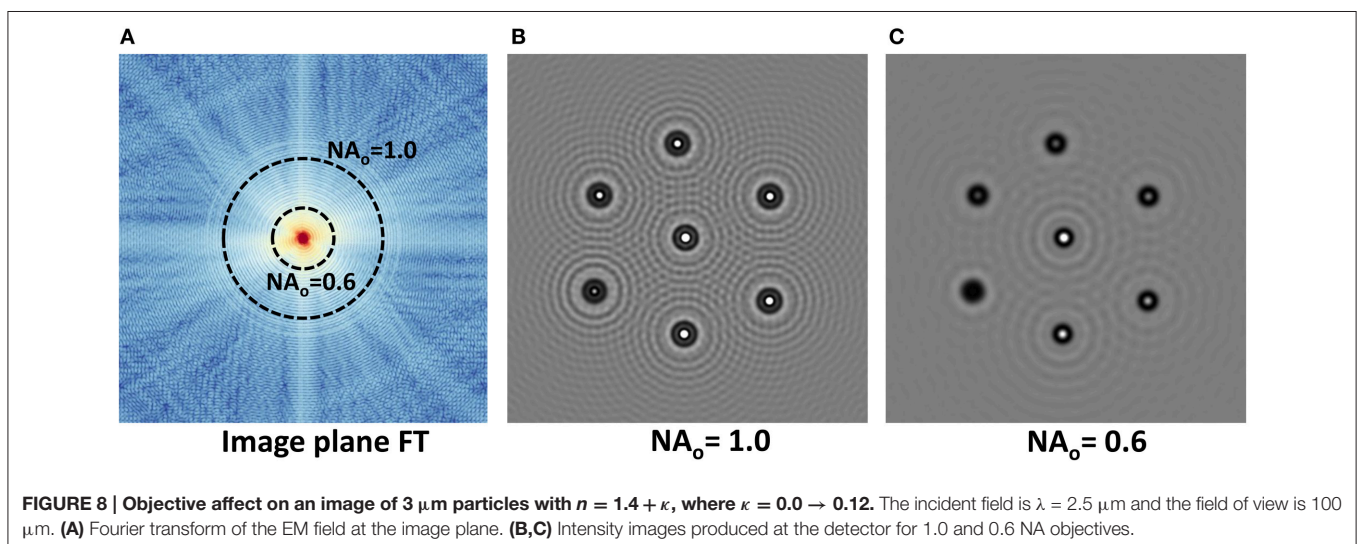 A
B
C
NAₒ=1.0
NAₒ=0.6
Image plane FT
NAₒ= 1.0
NAₒ= 0.6
FIGURE 8 | Objective affect on an image of 3 μm particles with n = 1.4 + κ, where κ = 0.0 → 0.12. The incident field is λ = 2.5 μm and the field of view is 100
μm. (A) Fourier transform of the EM field at the image plane. (B,C) Intensity images produced at the detector for 1.0 and 0.6 NA objectives.